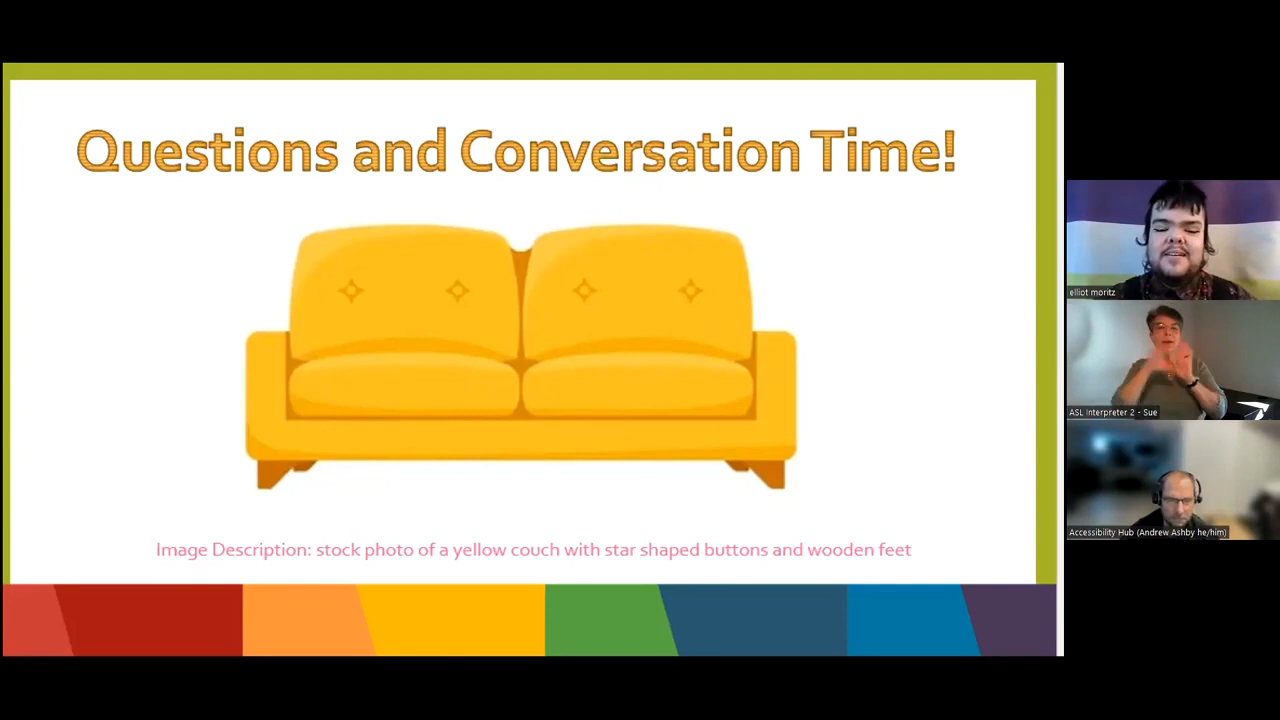 Questions and Conversation Time!
Image Description: stock photo of a yellow couch with star shaped buttons and wooden feet
elliot moritz
ASL Interpreter 2 - Sue
Accessibility Hub (Andrew Ashby he/him)